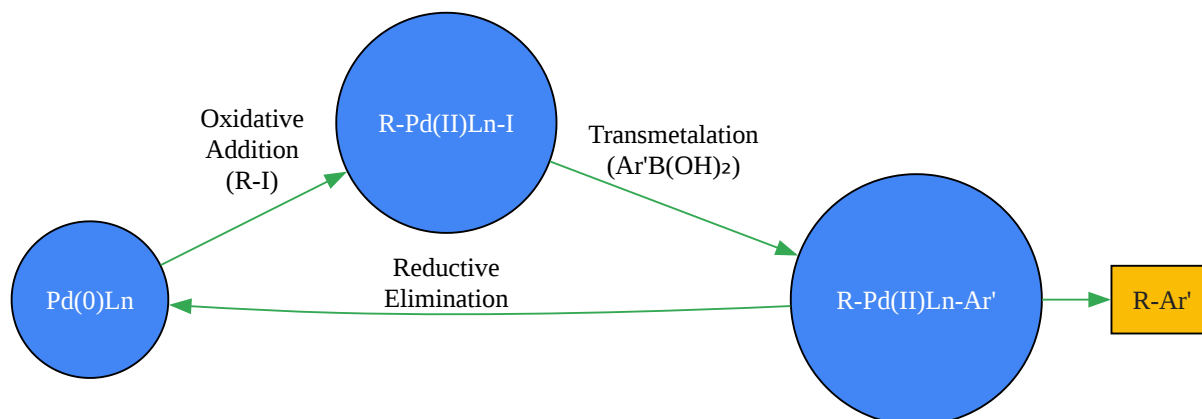 Oxidative
Addition
(R-I)
R-Pd(II)Ln-I
Transmetalation
(Ar'B(OH)₂)
Pd(0)Ln
Reductive
Elimination
R-Pd(II)Ln-Ar'
R-Ar'